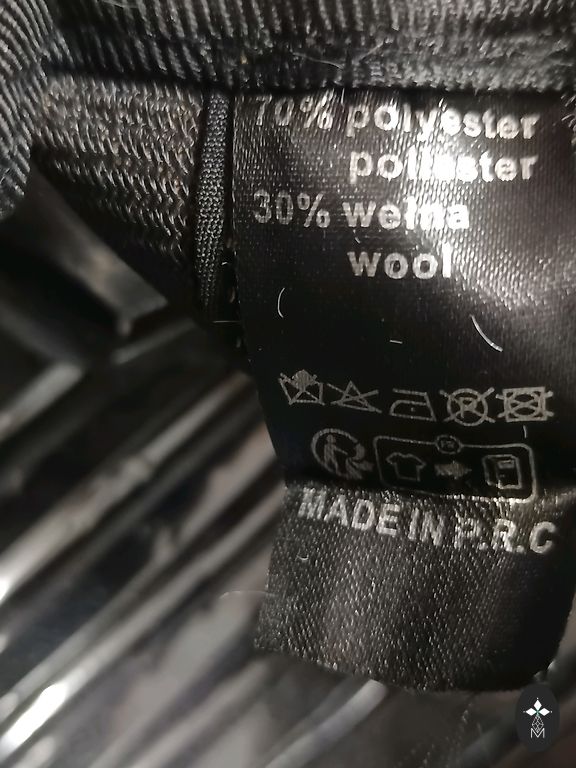 70% polyester
poliester
30% wełna
wool
MADE IN P.R.C